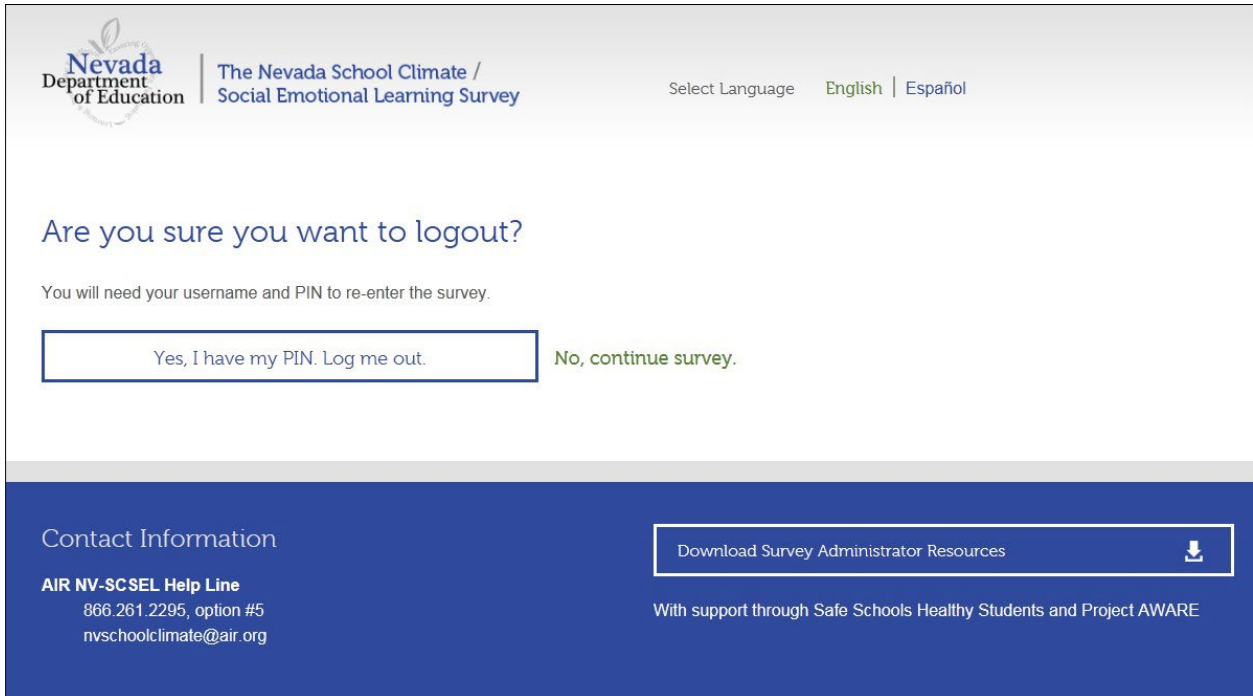 Nevada
Department
of Education
The Nevada School Climate /
Social Emotional Learning Survey
Select Language English | Español
Are you sure you want to logout?
You will need your username and PIN to re-enter the survey.
Yes, I have my PIN. Log me out.
No, continue survey.
Contact Information
AIR NV-SCSEL Help Line
866.261.2295, option #5
nvschoolclimate@air.org
Download Survey Administrator Resources
With support through Safe Schools Healthy Students and Project AWARE